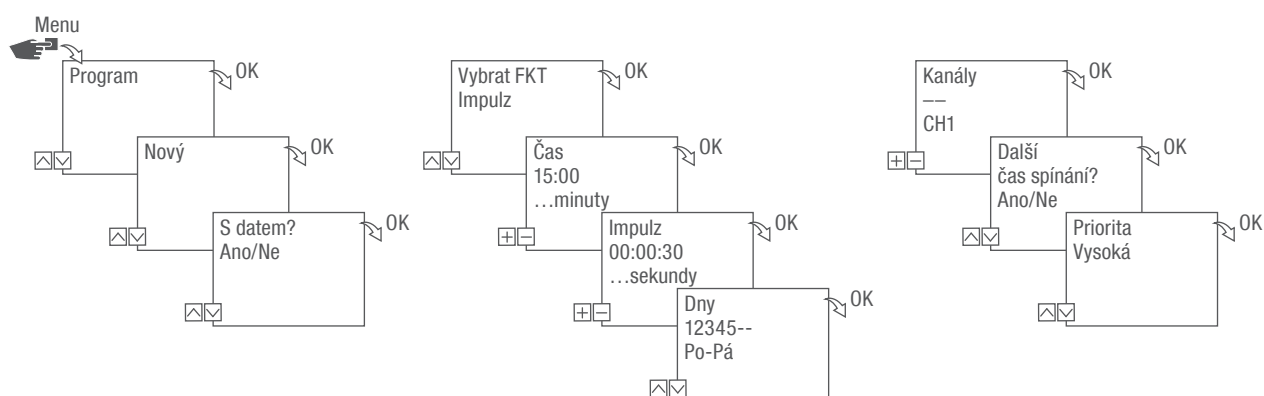 Menu
Program
OK
Nový
OK
S datem?
Ano/Ne
OK
Vybrat FKT
Impulz
OK
Čas
15:00
...minuty
OK
Impulz
00:00:30
...sekundy
OK
Dny
12345--
Po-Pá
OK
Kanály
––
CH1
OK
Další
čas spínání?
Ano/Ne
OK
Priorita
Vysoká
OK